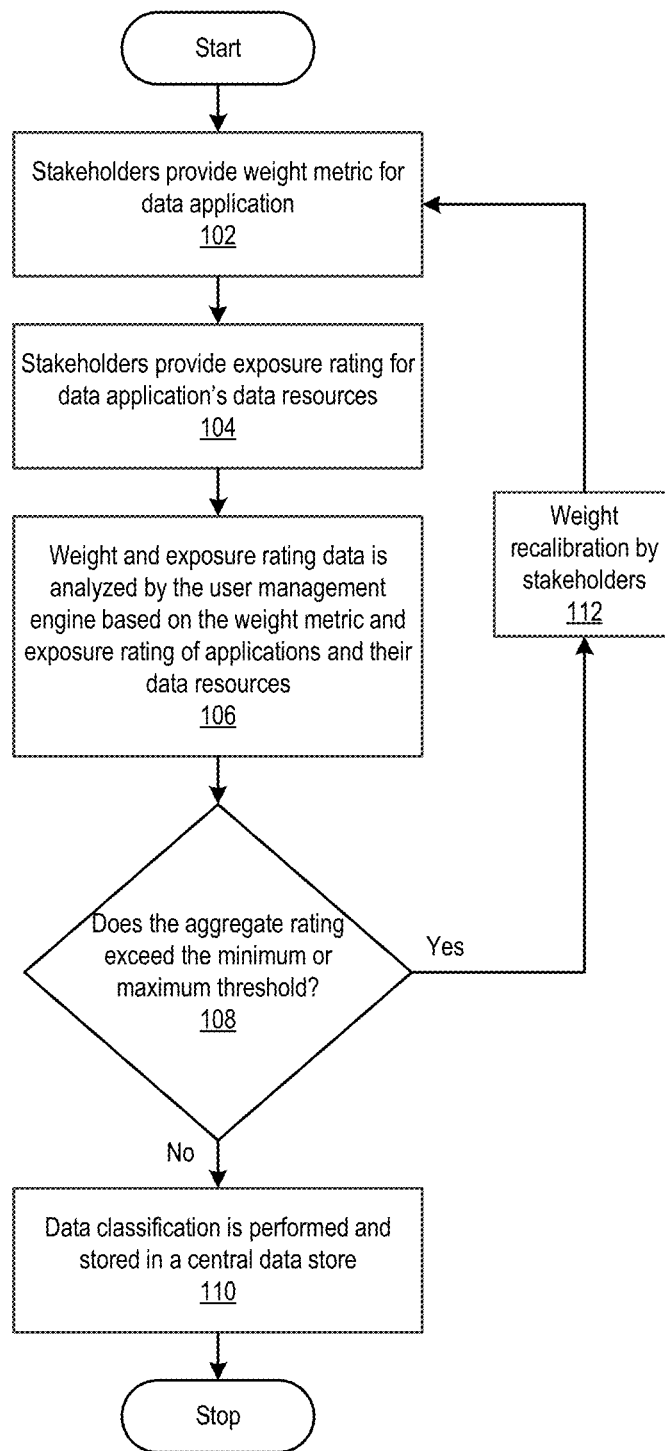 Start
Stakeholders provide weight metric for
data application
102
Stakeholders provide exposure rating for
data application's data resources
104
Weight and exposure rating data is
analyzed by the user management
engine based on the weight metric and
exposure rating of applications and their
data resources
106
Weight
recalibration by
stakeholders
112
Does the aggregate rating
exceed the minimum or
maximum threshold?
108
Yes
No
Data classification is performed and
stored in a central data store
110
Stop